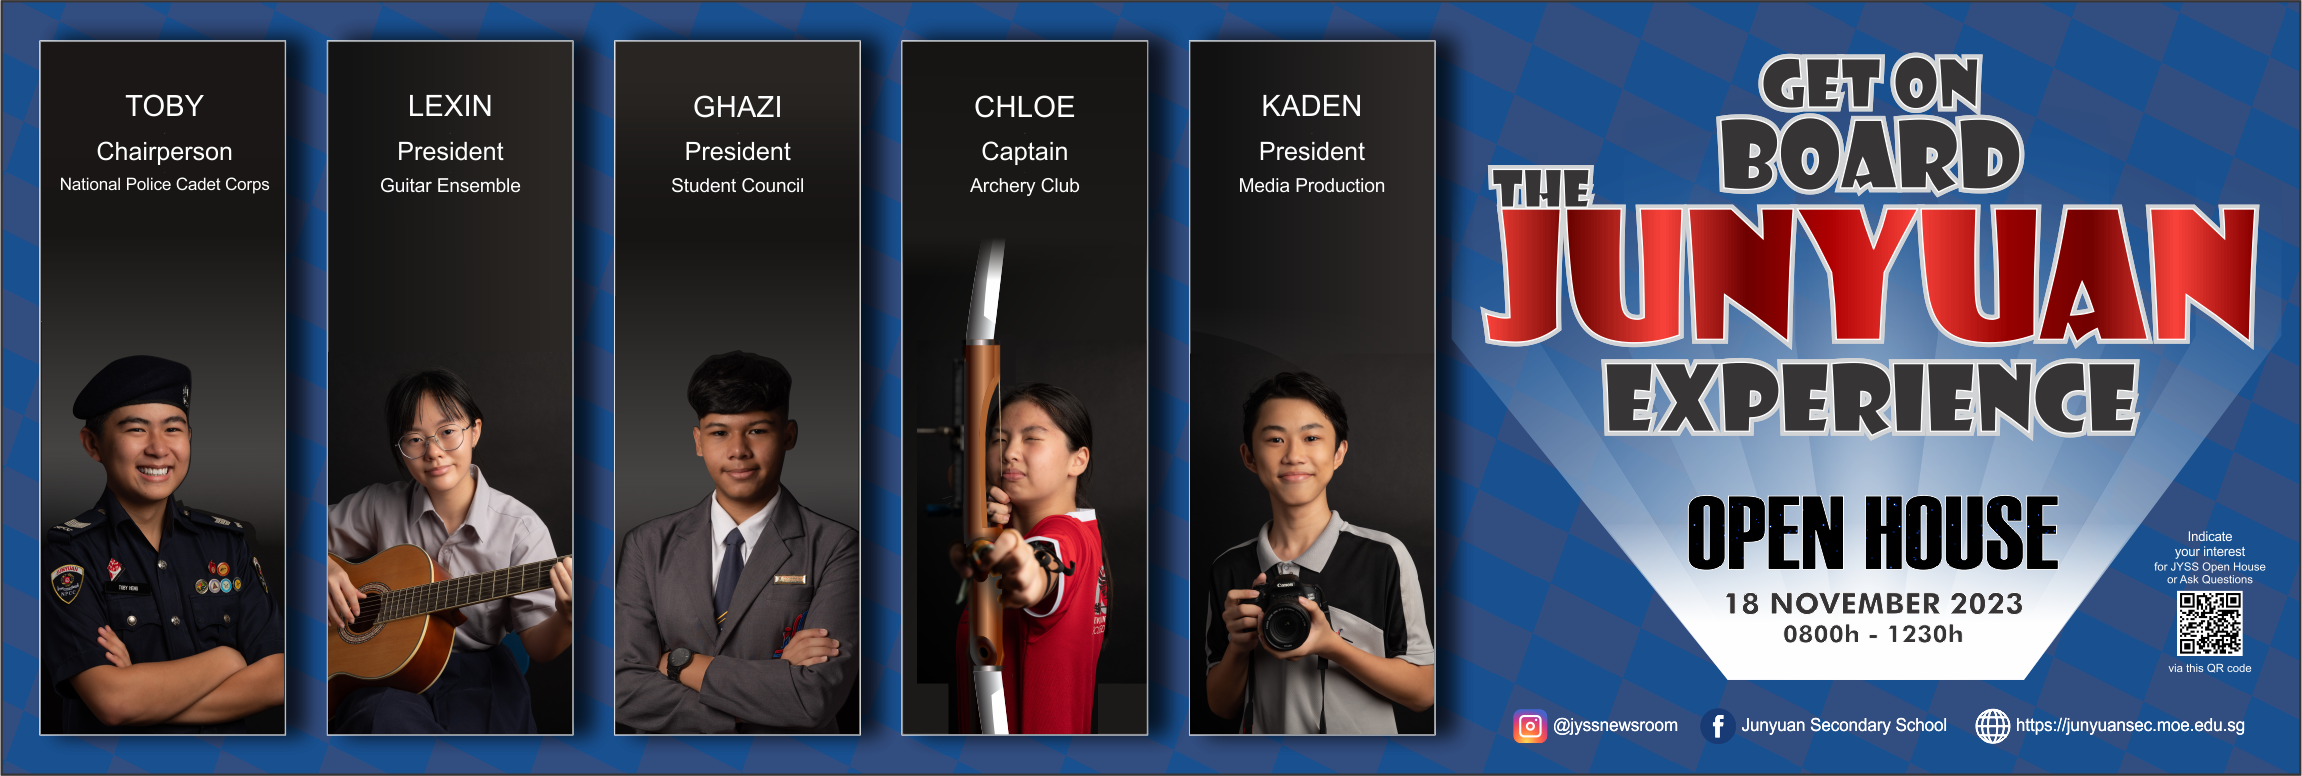 TOBY
Chairperson
National Police Cadet Corps
JUNYUAN
NPCC
LEXIN
President
Guitar Ensemble
GHAZI
President
Student Council
CHLOE
Captain
Archery Club
KADEN
President
Media Production
Canon
GET ON
BOARD
THE
JUNYUAN
EXPERIENCE
OPEN HOUSE
18 NOVEMBER 2023
0800h - 1230h
Indicate
your interest
for JYSS Open House
or Ask Questions
via this QR code
@jyssnewsroom
Junyuan Secondary School
https://junyuansec.moe.edu.sg